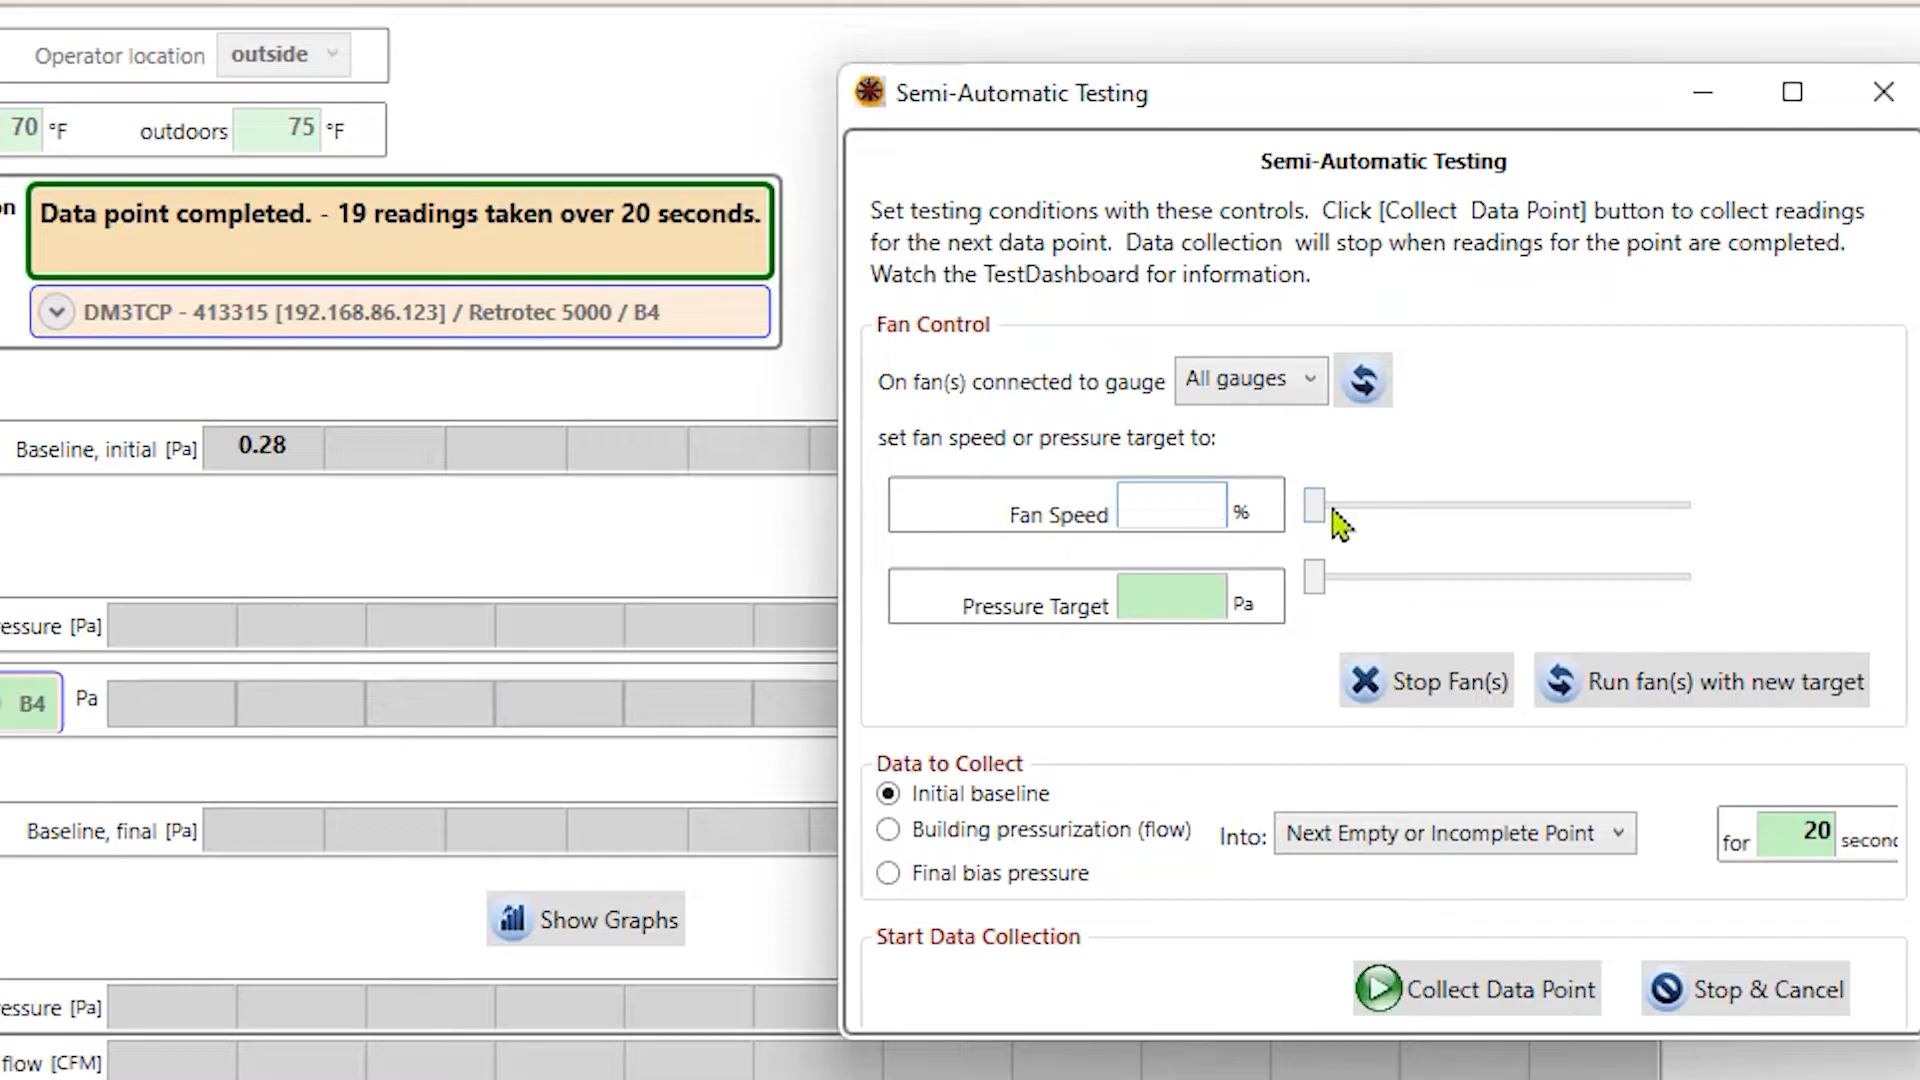 Operator location outside
70 °F outdoors 75 °F
Data point completed. - 19 readings taken over 20 seconds.
DM3TCP - 413315 [192.168.86.123] / Retrotec 5000 / B4
Baseline, initial [Pa] 0.28
[Pa]
B4 Pa
Baseline, final [Pa]
Show Graphs
[Pa]
flow [CFM]
Semi-Automatic Testing
Semi-Automatic Testing
Set testing conditions with these controls. Click [Collect Data Point] button to collect readings
for the next data point. Data collection will stop when readings for the point are completed.
Watch the TestDashboard for information.
Fan Control
On fan(s) connected to gauge All gauges
set fan speed or pressure target to:
Fan Speed %
Pressure Target Pa
Stop Fan(s) Run fan(s) with new target
Data to Collect
Initial baseline
Building pressurization (flow) Into: Next Empty or Incomplete Point for 20
Final bias pressure
Start Data Collection
Collect Data Point Stop & Cancel